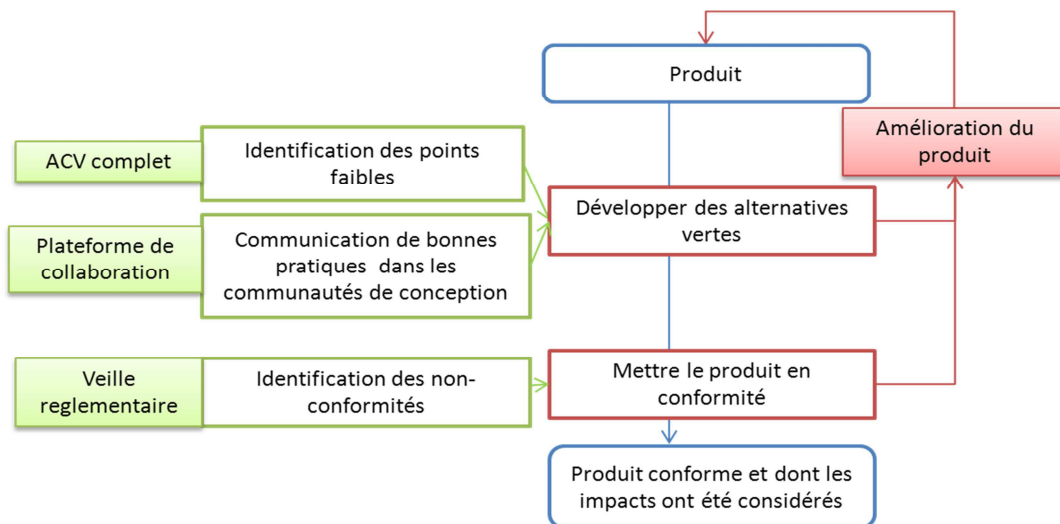 Produit
Amélioration du
produit
ACV complet
Identification des points
faibles
Développer des alternatives
vertes
Plateforme de
collaboration
Communication de bonnes
pratiques dans les
communautés de conception
Veille
reglementaire
Identification des non-
conformités
Mettre le produit en
conformité
Produit conforme et dont les
impacts ont été considérés